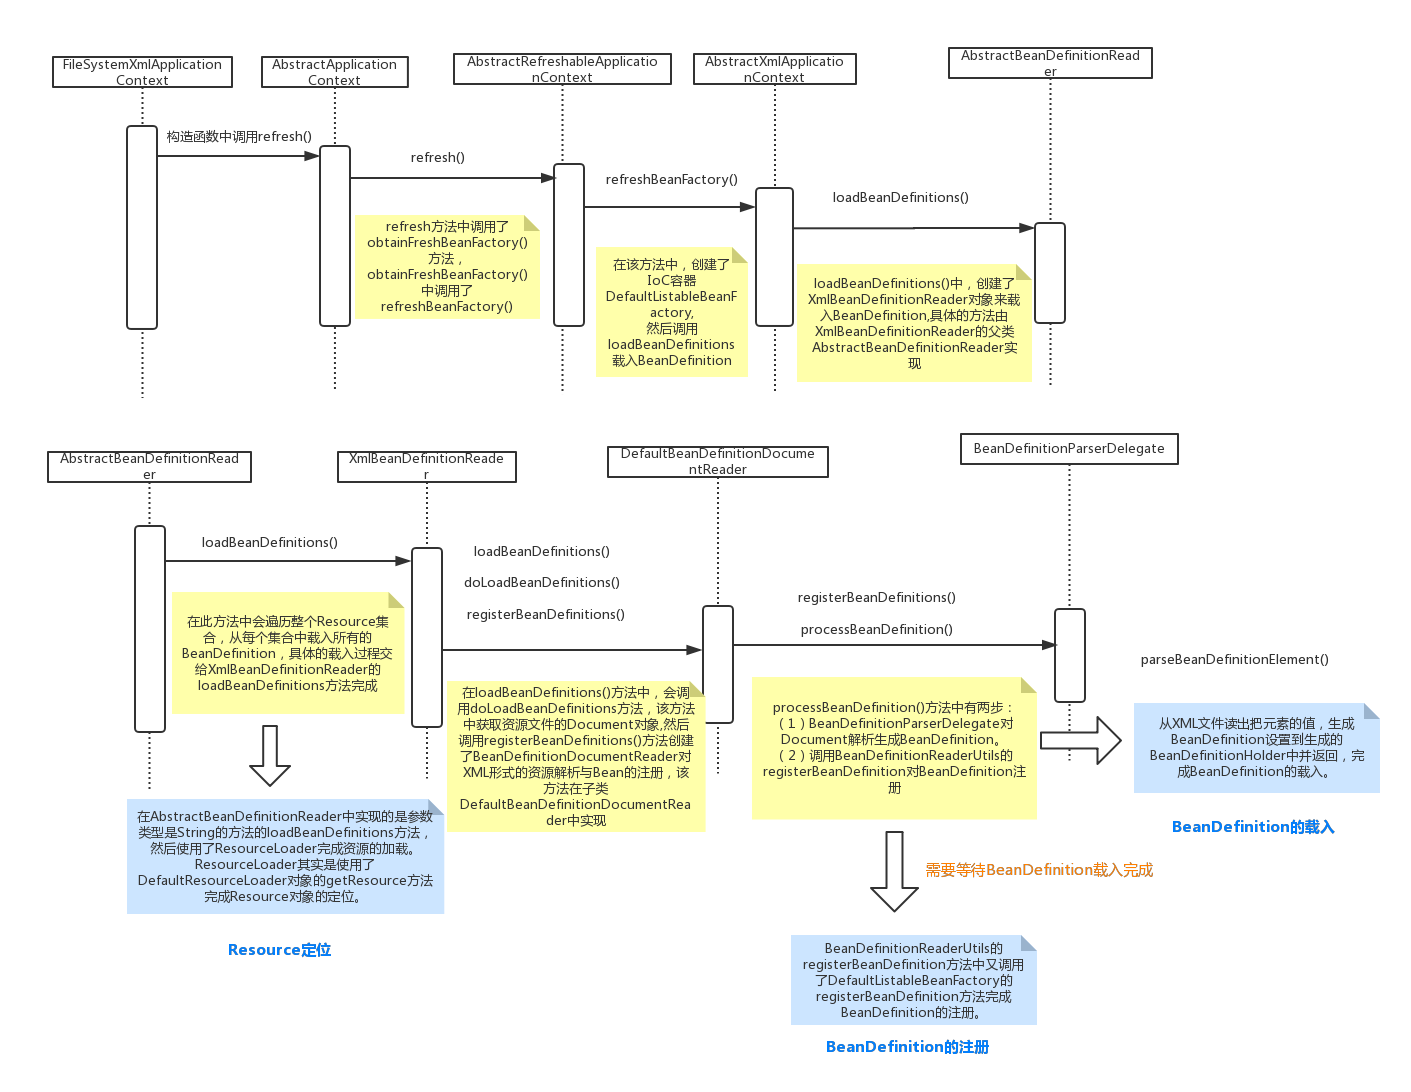 FileSystemXmlApplication
Context
AbstractApplication
Context
AbstractRefreshableApplicatio
nContext
AbstractXmlApplicatio
nContext
AbstractBeanDefinitionRead
er
构造函数中调用refresh()
refresh()
refreshBeanFactory()
loadBeanDefinitions()
refresh方法中调用了
obtainFreshBeanFactory()
方法，
obtainFreshBeanFactory()
中调用了
refreshBeanFactory()
在该方法中，创建了
IoC容器
DefaultListableBeanF
actory,
然后调用
loadBeanDefinitions
载入BeanDefinition
loadBeanDefinitions()中，创建了
XmlBeanDefinitionReader对象来载
入BeanDefinition,具体的方法由
XmlBeanDefinitionReader的父类
AbstractBeanDefinitionReader实
现
AbstractBeanDefinitionRead
er
XmlBeanDefinitionReade
r
DefaultBeanDefinitionDocume
ntReader
BeanDefinitionParserDelegate
loadBeanDefinitions()
loadBeanDefinitions()
doLoadBeanDefinitions()
registerBeanDefinitions()
registerBeanDefinitions()
processBeanDefinition()
parseBeanDefinitionElement()
在此方法中会遍历整个Resource集
合，从每个集合中载入所有的
BeanDefinition，具体的载入过程交
给XmlBeanDefinitionReader的
loadBeanDefinitions方法完成
在loadBeanDefinitions()方法中，会调
用doLoadBeanDefinitions方法，该方法
中获取资源文件的Document对象,然后
调用registerBeanDefinitions()方法创建
了BeanDefinitionDocumentReader对
XML形式的资源解析与Bean的注册，该
方法在子类
DefaultBeanDefinitionDocumentRea
der中实现
processBeanDefinition()方法中有两步：
（1）BeanDefinitionParserDelegate对
Document解析生成BeanDefinition。
（2）调用BeanDefinitionReaderUtils的
registerBeanDefinition对BeanDefinition注
册
从XML文件读出把元素的值，生成
BeanDefinition设置到生成的
BeanDefinitionHolder中并返回，完
成BeanDefinition的载入。
BeanDefinition的载入
在AbstractBeanDefinitionReader中实现的是参数
类型是String的方法的loadBeanDefinitions方法，
然后使用了ResourceLoader完成资源的加载。
ResourceLoader其实是使用了
DefaultResourceLoader对象的getResource方法
完成Resource对象的定位。
Resource定位
需要等待BeanDefinition载入完成
BeanDefinitionReaderUtils的
registerBeanDefinition方法中又调用
了DefaultListableBeanFactory的
registerBeanDefinition方法完成
BeanDefinition的注册。
BeanDefinition的注册